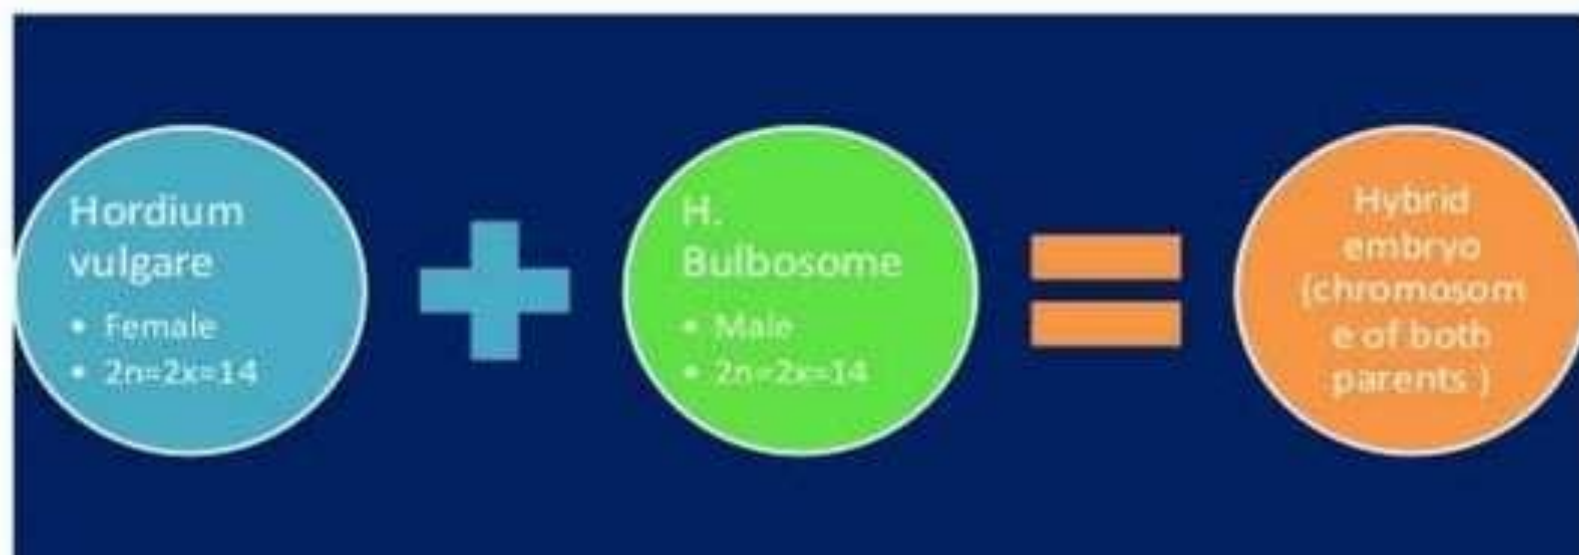 Hordium
vulgare
• Female
• 2n=2x=14
H.
Bulbosome
• Male
• 2n=2x=14
Hybrid
embryo
(chromosom
e of both
parents )